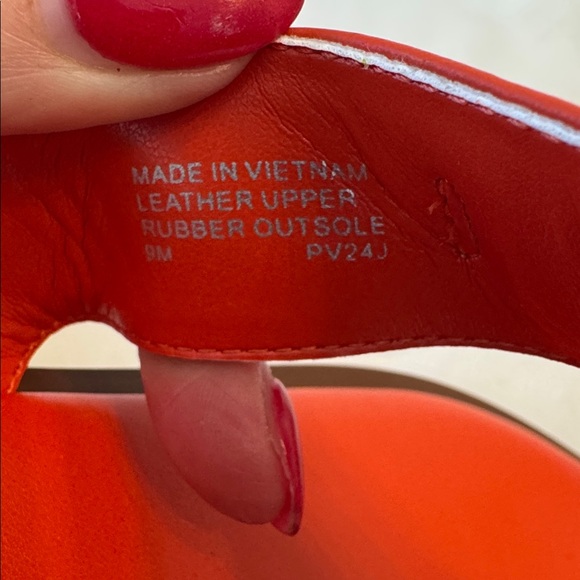 MADE IN VIETNAM
LEATHER UPPER
RUBBER OUTSOLE
9M PV24J